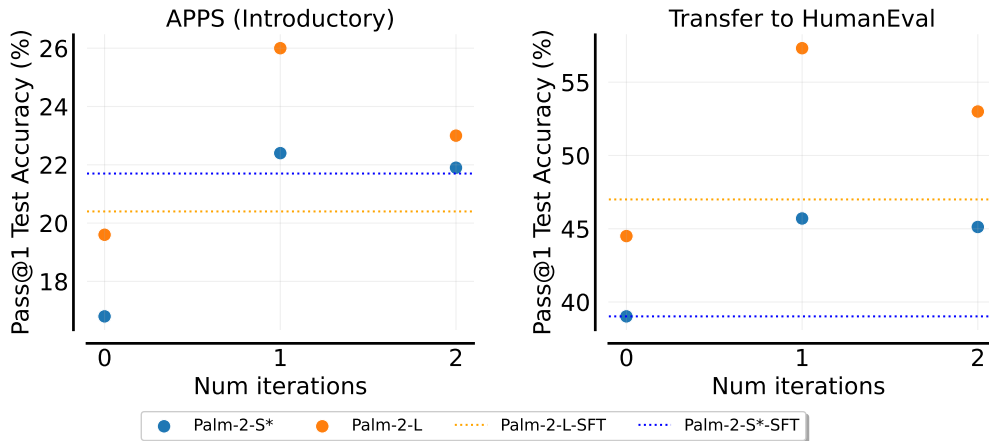 APPS (Introductory)
Pass@1 Test Accuracy (%)
26
24
22
20
18
0 1 2
Num iterations
Transfer to HumanEval
Pass@1 Test Accuracy (%)
55
50
45
40
0 1 2
Num iterations
Palm-2-S* Palm-2-L Palm-2-L-SFT Palm-2-S*-SFT